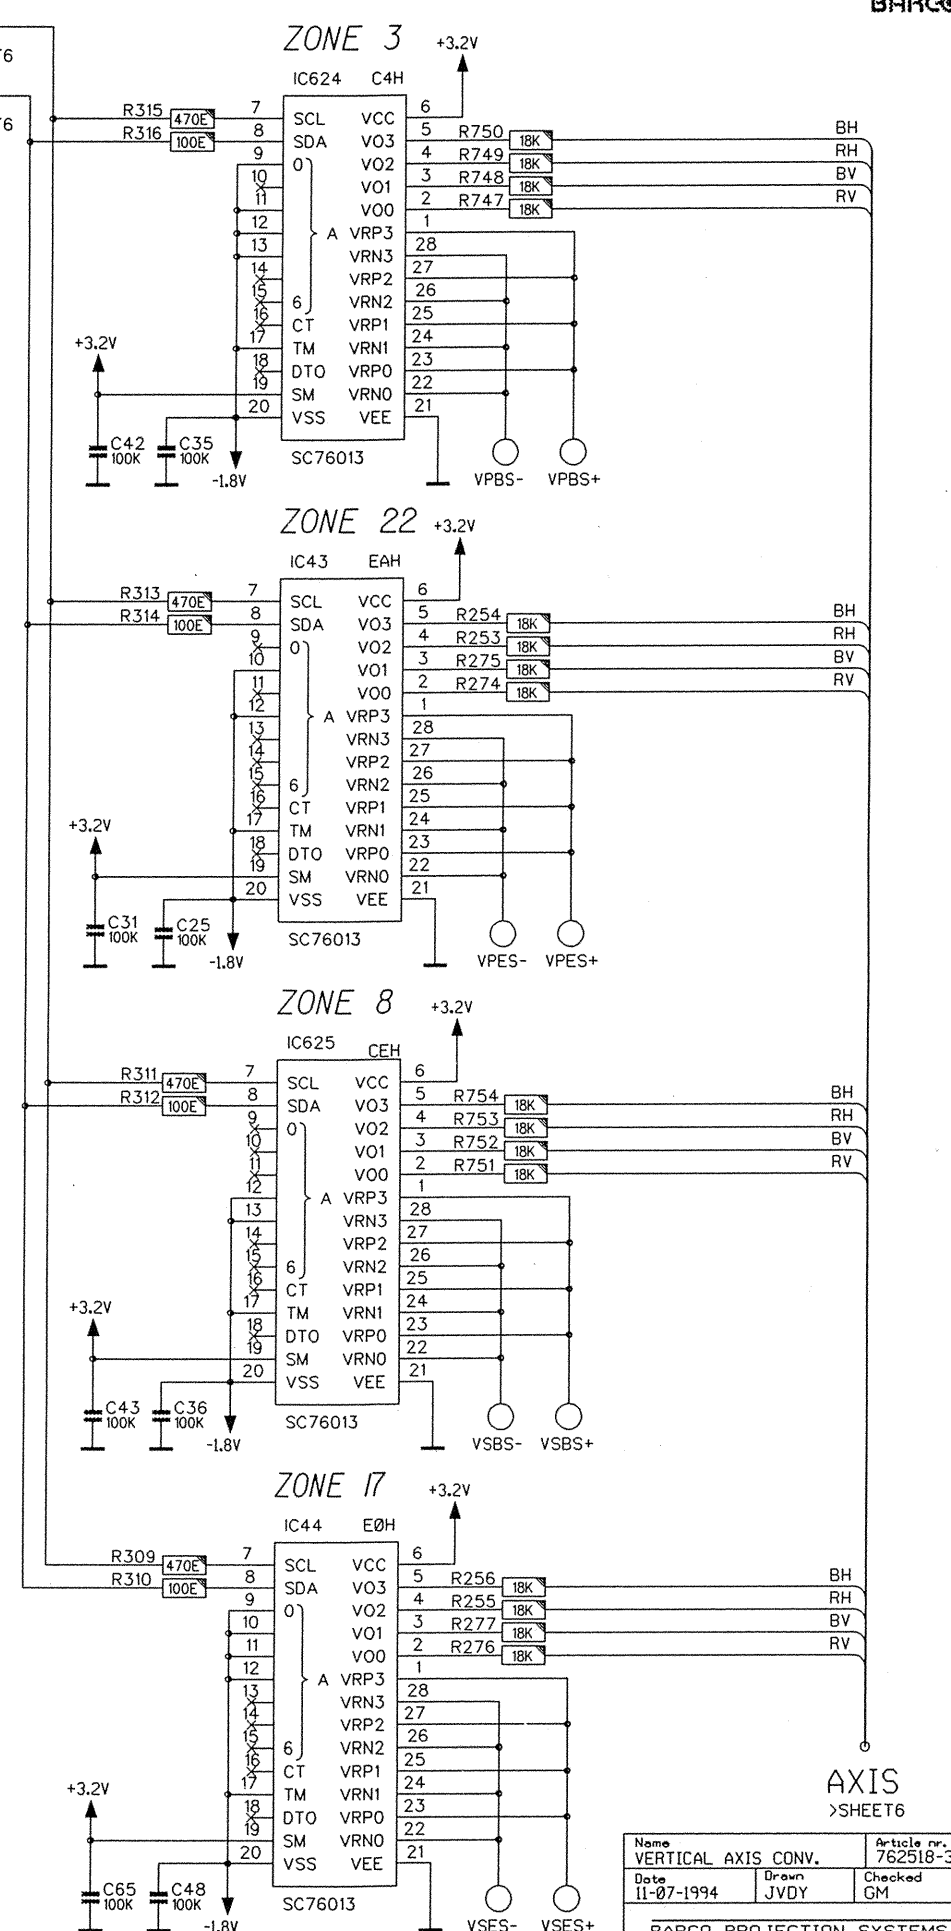 BARCO
T6
T6
ZONE 3
+3.2V
IC624 C4H
R315 470E 7 SCL VCC 6
R316 100E 8 SDA VO3 5 R750 18K BH
9 0 VO2 4 R749 18K RH
10 VO1 3 R748 18K BV
11 VO0 2 R747 18K RV
12 A VRP3 1
13 VRN3 28
14 VRP2 27
15 6 VRN2 26
16 CT VRP1 25
17 TM VRN1 24
18 DTO VRP0 23
+3.2V
19 SM VRN0 22
20 VSS VEE 21
C42 100K C35 100K
-1.8V
SC76013
VPBS- VPBS+
ZONE 22
+3.2V
IC43 EAH
R313 470E 7 SCL VCC 6
R314 100E 8 SDA VO3 5 R254 18K BH
9 0 VO2 4 R253 18K RH
10 VO1 3 R275 18K BV
11 VO0 2 R274 18K RV
12 A VRP3 1
13 VRN3 28
14 VRP2 27
15 6 VRN2 26
16 CT VRP1 25
17 TM VRN1 24
18 DTO VRP0 23
+3.2V
19 SM VRN0 22
20 VSS VEE 21
C31 100K C25 100K
-1.8V
SC76013
VPES- VPES+
ZONE 8
+3.2V
IC625 CEH
R311 470E 7 SCL VCC 6
R312 100E 8 SDA VO3 5 R754 18K BH
9 0 VO2 4 R753 18K RH
10 VO1 3 R752 18K BV
11 VO0 2 R751 18K RV
12 A VRP3 1
13 VRN3 28
14 VRP2 27
15 6 VRN2 26
16 CT VRP1 25
17 TM VRN1 24
18 DTO VRP0 23
+3.2V
19 SM VRN0 22
20 VSS VEE 21
C43 100K C36 100K
-1.8V
SC76013
VSBS- VSBS+
ZONE 17
+3.2V
IC44 EØH
R309 470E 7 SCL VCC 6
R310 100E 8 SDA VO3 5 R256 18K BH
9 0 VO2 4 R255 18K RH
10 VO1 3 R277 18K BV
11 VO0 2 R276 18K RV
12 A VRP3 1
13 VRN3 28
14 VRP2 27
15 6 VRN2 26
16 CT VRP1 25
17 TM VRN1 24
18 DTO VRP0 23
+3.2V
19 SM VRN0 22
20 VSS VEE 21
C65 100K C48 100K
-1.8V
SC76013
VSES- VSES+
AXIS
>SHEET6
Name Article nr.
VERTICAL AXIS CONV. 762518-3
Date Drawn Checked
11-07-1994 JVDY GM
BARCO PROJECTION SYSTEMS